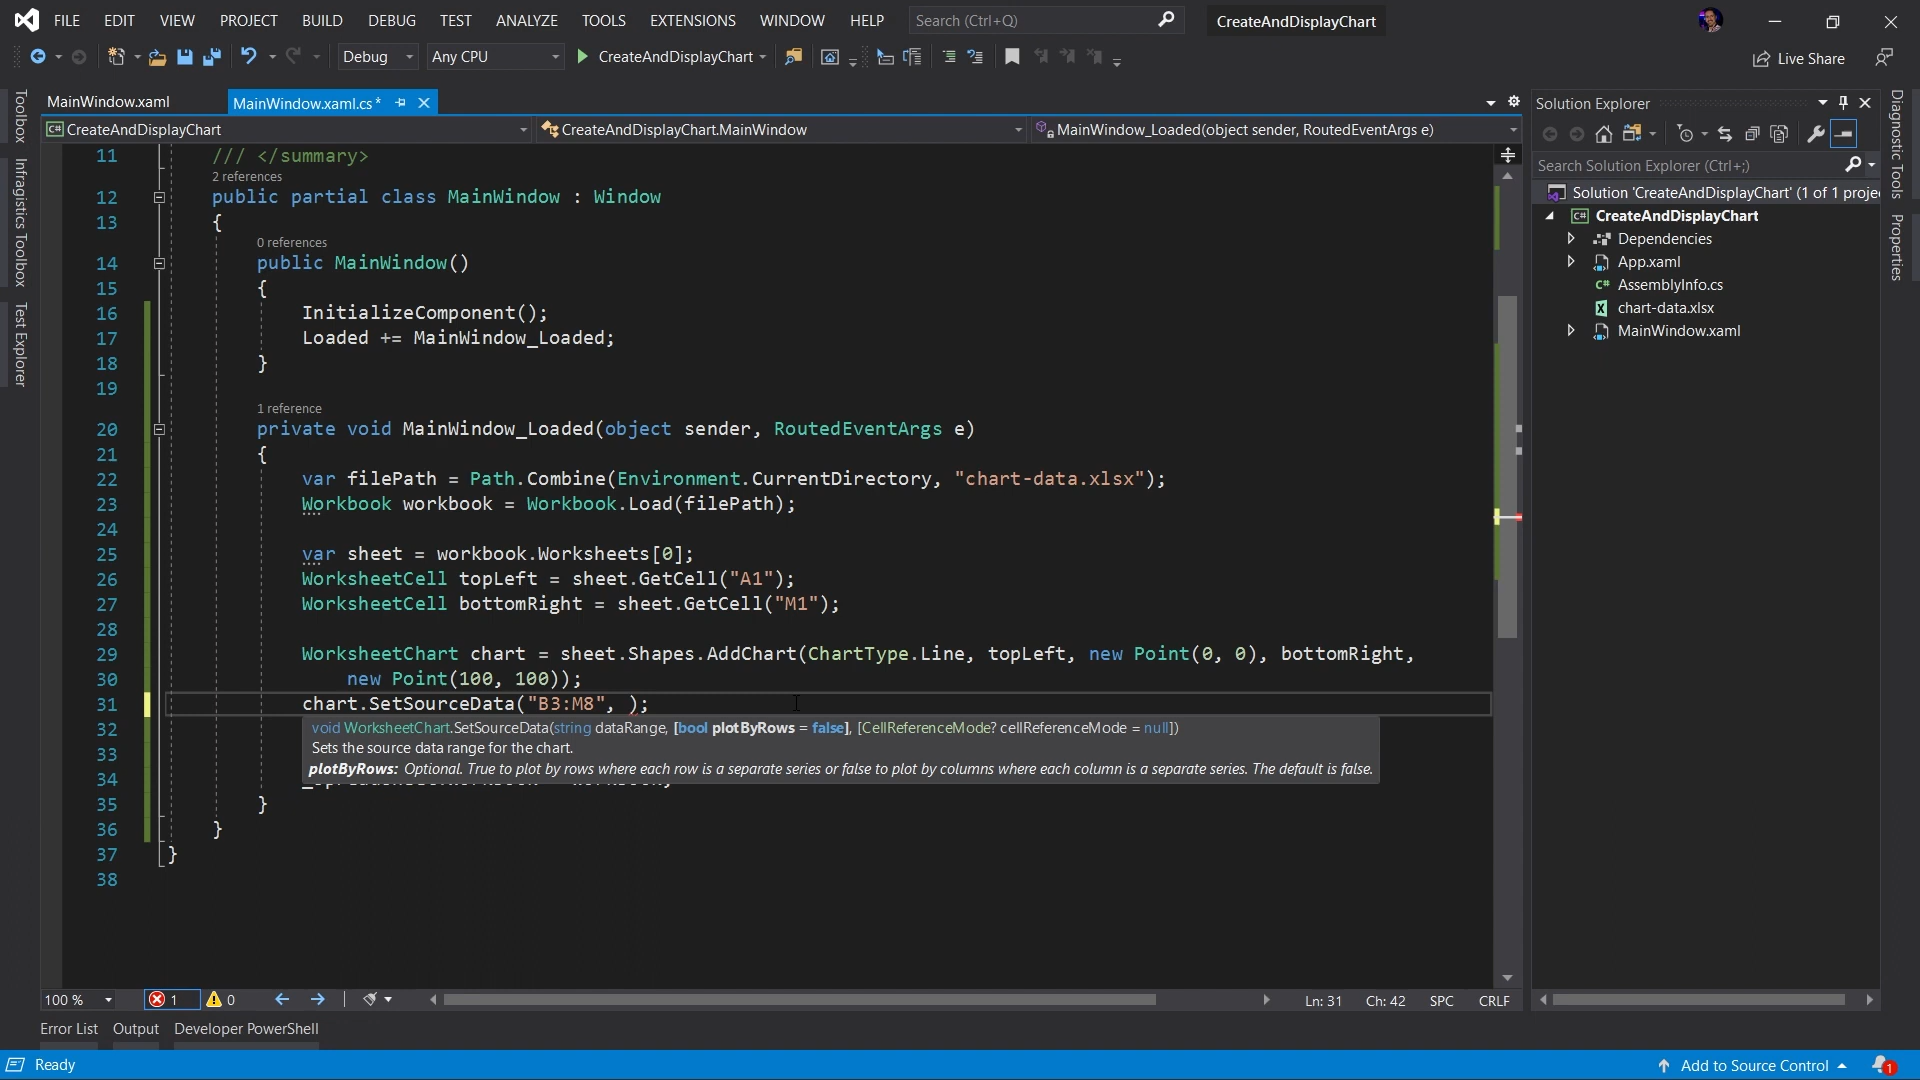 FILE EDIT VIEW PROJECT BUILD DEBUG TEST ANALYZE TOOLS EXTENSIONS WINDOW HELP Search (Ctrl+Q) CreateAndDisplayChart
Debug Any CPU CreateAndDisplayChart Live Share
MainWindow.xaml MainWindow.xaml.cs*
CreateAndDisplayChart CreateAndDisplayChart.MainWindow MainWindow_Loaded(object sender, RoutedEventArgs e)
Toolbox
Infragistics Toolbox
Test Explorer
11 /// </summary>
2 references
12 public partial class MainWindow : Window
13 {
0 references
14 public MainWindow()
15 {
16 InitializeComponent();
17 Loaded += MainWindow_Loaded;
18 }
19
1 reference
20 private void MainWindow_Loaded(object sender, RoutedEventArgs e)
21 {
22 var filePath = Path.Combine(Environment.CurrentDirectory, "chart-data.xlsx");
23 Workbook workbook = Workbook.Load(filePath);
24
25 var sheet = workbook.Worksheets[0];
26 WorksheetCell topLeft = sheet.GetCell("A1");
27 WorksheetCell bottomRight = sheet.GetCell("M1");
28
29 WorksheetChart chart = sheet.Shapes.AddChart(ChartType.Line, topLeft, new Point(0, 0), bottomRight,
30 new Point(100, 100));
31 chart.SetSourceData("B3:M8", );
32 void WorksheetChart.SetSourceData(string dataRange, [bool plotByRows = false], [CellReferenceMode? cellReferenceMode = null])
Sets the source data range for the chart.
33
plotByRows: Optional. True to plot by rows where each row is a separate series or false to plot by columns where each column is a separate series. The default is false.
34
35 }
36 }
37 }
38
100 % 1 0 Ln: 31 Ch: 42 SPC CRLF
Error List Output Developer PowerShell
Ready Add to Source Control 1
Solution Explorer
Search Solution Explorer (Ctrl+;)
Solution 'CreateAndDisplayChart' (1 of 1 proje
C# CreateAndDisplayChart
Dependencies
App.xaml
C# AssemblyInfo.cs
chart-data.xlsx
MainWindow.xaml
Diagnostic Tools
Properties